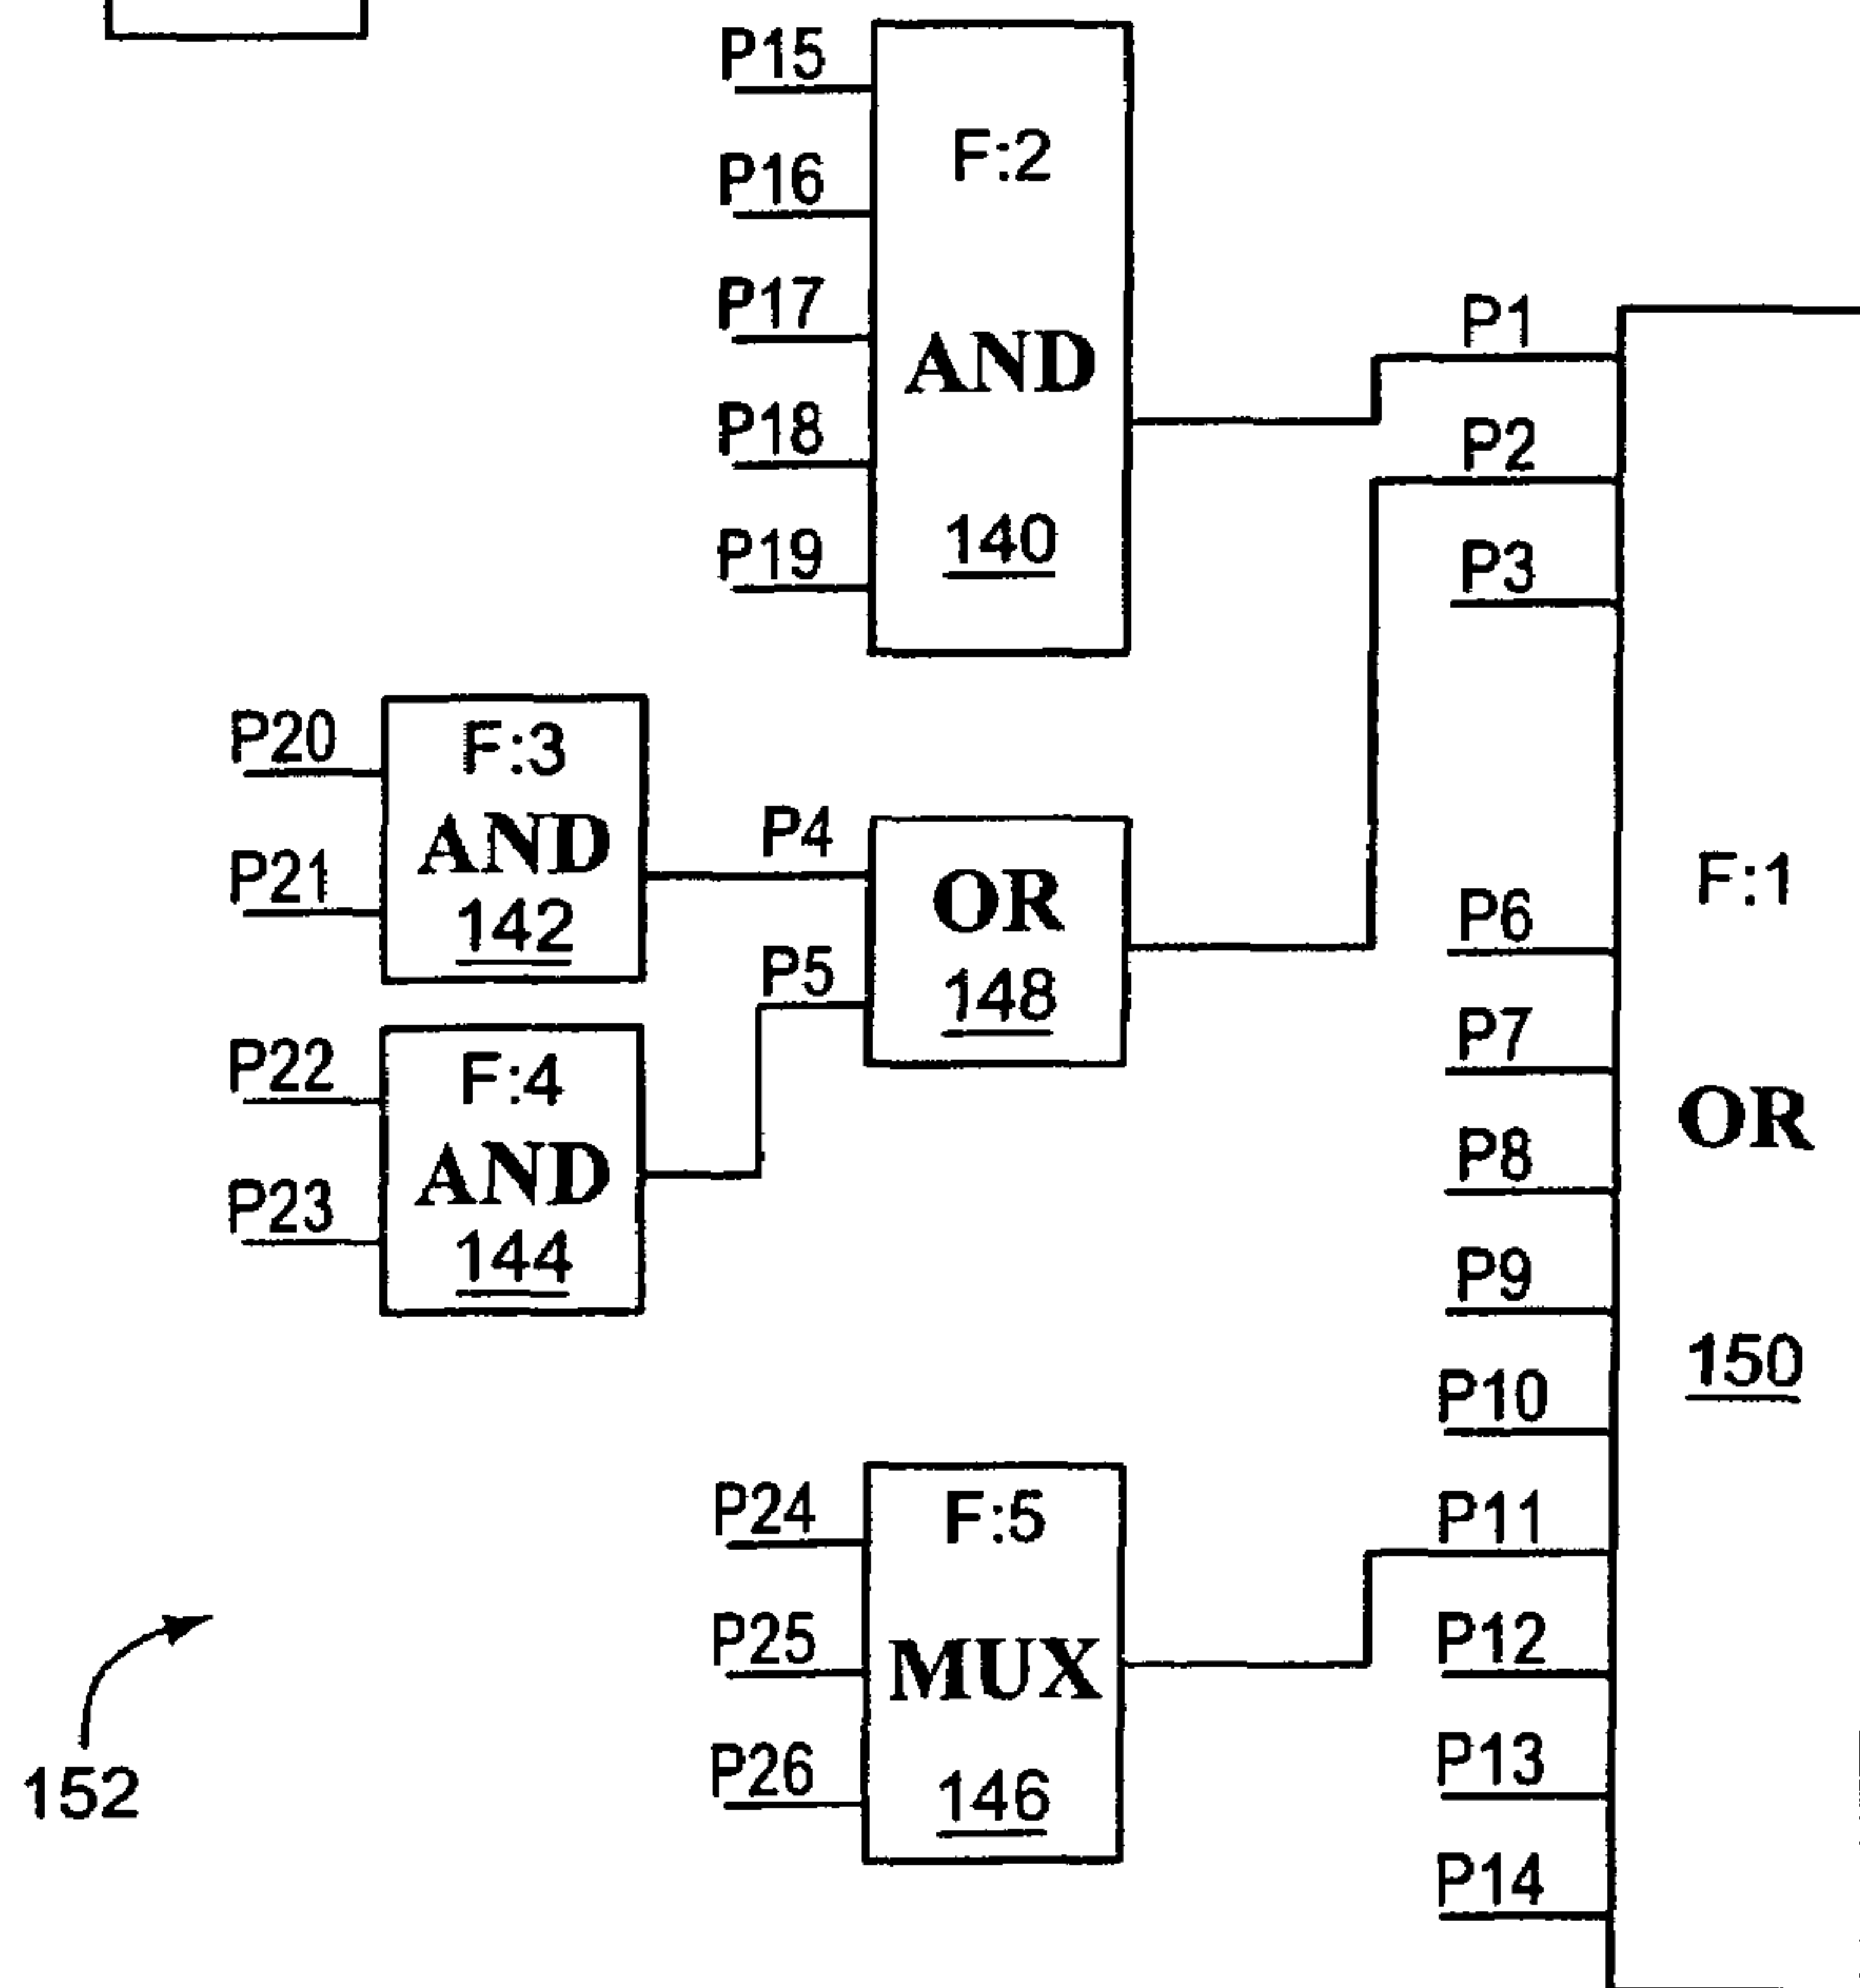 P15
P16
P17
P18
P19
F:2
AND
140
P1
P2
P3
P20
P21
F:3
AND
142
P4
P5
OR
148
P22
P23
F:4
AND
144
P6
P7
P8
P9
P10
P11
P12
P13
P14
F:1
OR
150
P24
P25
P26
F:5
MUX
146
152